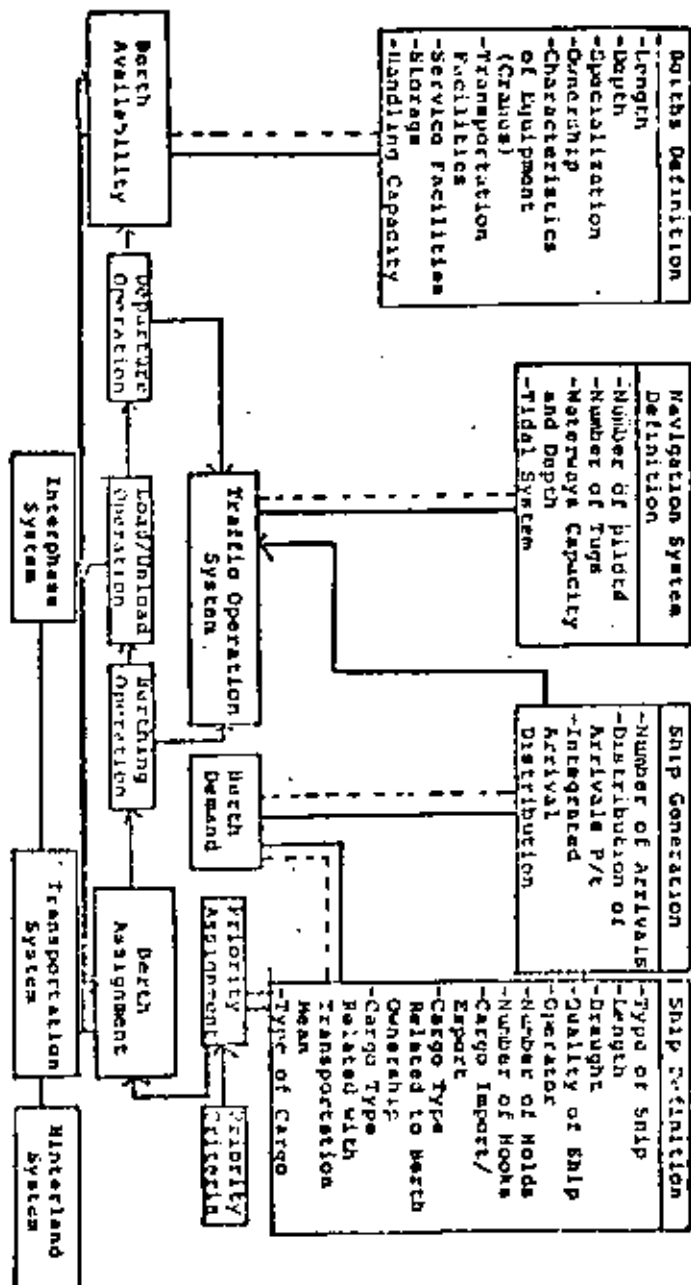 Berths Definition
-Length
-Depth
-Specialization
-Ownership
-Characteristics
of Equipment
(Cranes)
-Transportation
Facilities
-Service Facilities
-Storage
-Handling Capacity
Navigation System
Definition
-Number of pilotd
-Number of Tugs
-Waterways Capacity
and Depth
-Tidal System
Ship Generation
-Number of Arrivals
-Distribution of
Arrivals P/t
-Integrated
Arrival
Distribution
Ship Definition
-Type of Ship
-Length
-Draught
-Quality of Ship
-Operator
-Number of Holds
-Number of Hooks
-Cargo Import/
Export
-Cargo Type
Related to Berth
Ownership
-Cargo Type
Related with
Transportation
Mean
-Type of Cargo
Traffic Operation
System
Berth
Demand
Priority
Assignment
Priority
Criteria
Berth
Availability
Departure
Operation
Load/Unload
Operation
Berthing
Operation
Berth
Assignment
Interphase
System
Transportation
System
Hinterland
System